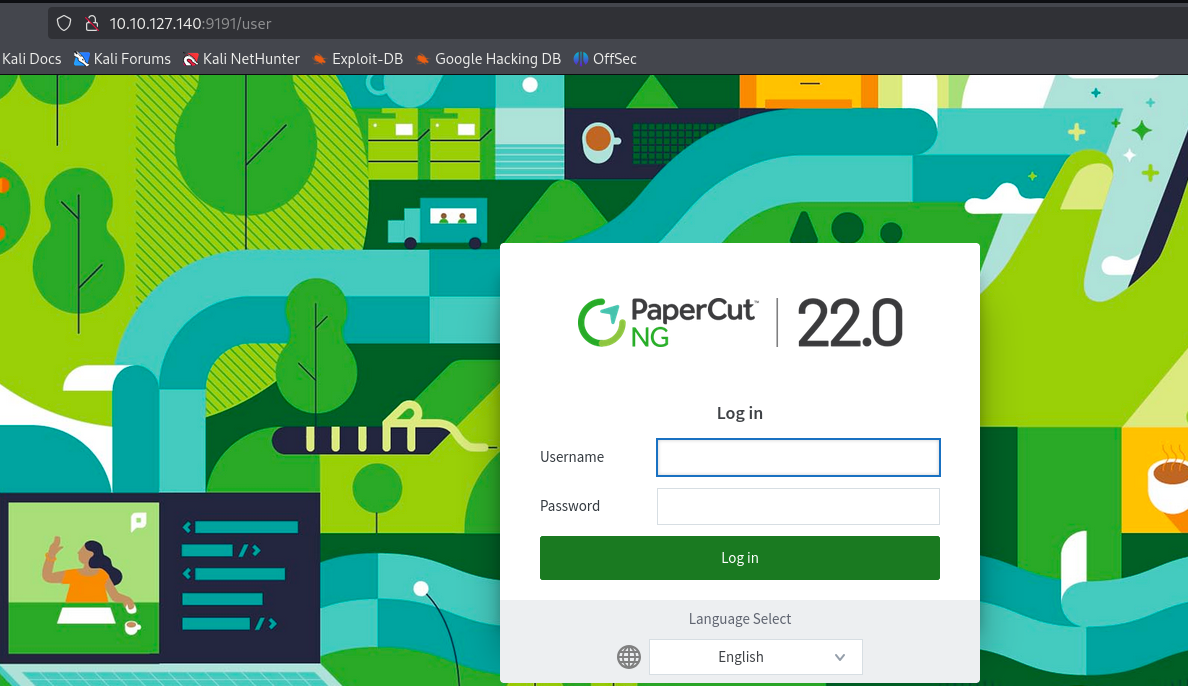 10.10.127.140:9191/user
Kali Docs Kali Forums Kali NetHunter Exploit-DB Google Hacking DB OffSec
PaperCut™ NG | 22.0
Log in
Username
Password
Log in
Language Select
English